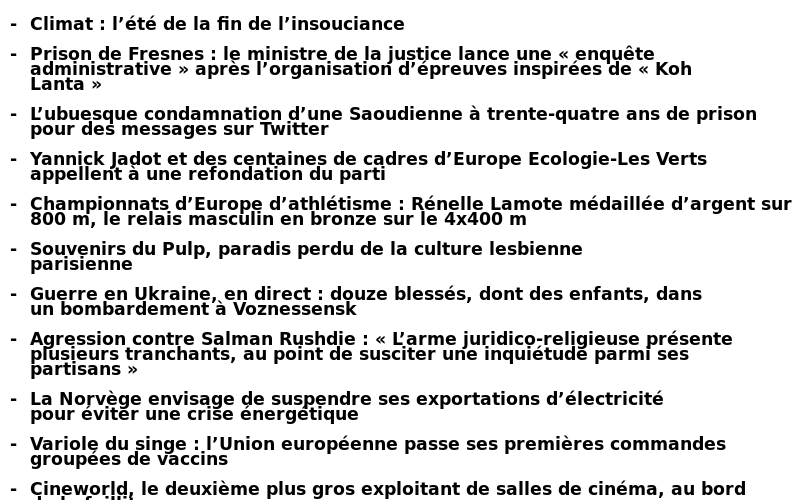 - Climat : l’été de la fin de l’insouciance
- Prison de Fresnes : le ministre de la justice lance une « enquête
administrative » après l’organisation d’épreuves inspirées de « Koh
Lanta »
- L’ubuesque condamnation d’une Saoudienne à trente-quatre ans de prison
pour des messages sur Twitter
- Yannick Jadot et des centaines de cadres d’Europe Ecologie-Les Verts
appellent à une refondation du parti
- Championnats d’Europe d’athlétisme : Rénelle Lamote médaillée d’argent sur
800 m, le relais masculin en bronze sur le 4x400 m
- Souvenirs du Pulp, paradis perdu de la culture lesbienne
parisienne
- Guerre en Ukraine, en direct : douze blessés, dont des enfants, dans
un bombardement à Voznessensk
- Agression contre Salman Rushdie : « L’arme juridico-religieuse présente
plusieurs tranchants, au point de susciter une inquiétude parmi ses
partisans »
- La Norvège envisage de suspendre ses exportations d’électricité
pour éviter une crise énergétique
- Variole du singe : l’Union européenne passe ses premières commandes
groupées de vaccins
- Cineworld, le deuxième plus gros exploitant de salles de cinéma, au bord